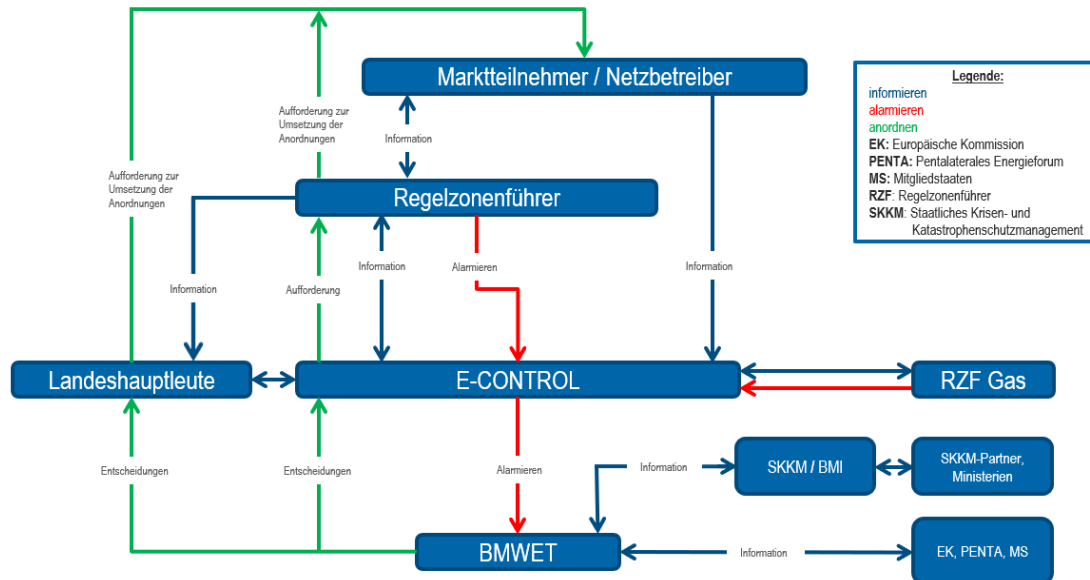 Marktteilnehmer / Netzbetreiber
Legende:
informieren
alarmieren
anordnen
EK: Europäische Kommission
PENTA: Pentalaterales Energieforum
MS: Mitgliedstaaten
RZF: Regelzonenführer
SKKM: Staatliches Krisen- und
Katastrophenschutzmanagement
Aufforderung zur
Umsetzung der
Anordnungen
Information
Aufforderung zur
Umsetzung der
Anordnungen
Regelzonenführer
Information
Aufforderung
Information
Alarmieren
Information
Landeshauptleute
E-CONTROL
RZF Gas
Entscheidungen
Entscheidungen
Alarmieren
Information
SKKM / BMI
SKKM-Partner,
Ministerien
BMWET
Information
EK, PENTA, MS